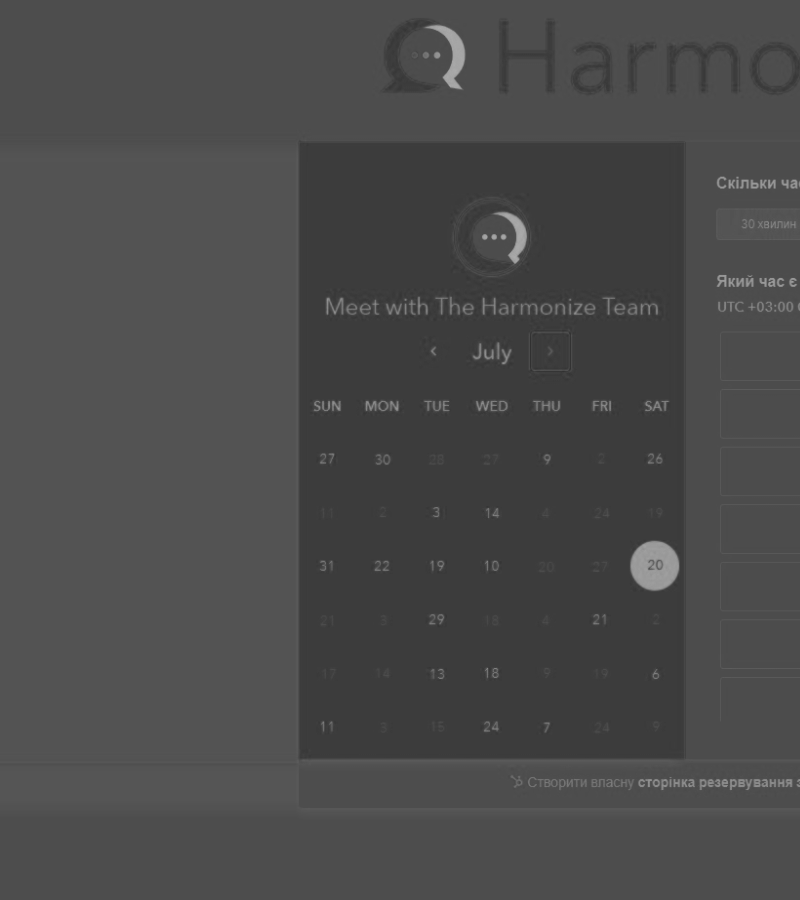 Harmo
Meet with The Harmonize Team
July
SUN MON TUE WED THU FRI SAT
27 30 28 27 9 2 26
11 2 3 14 4 24 19
31 22 19 10 20 27 20
21 3 29 18 4 21 2
17 14 13 18 9 19 6
11 3 15 24 7 24 9
Скільки ча
30 хвилин
Який час є
UTC +03:00
Створити власну сторінка резервування з